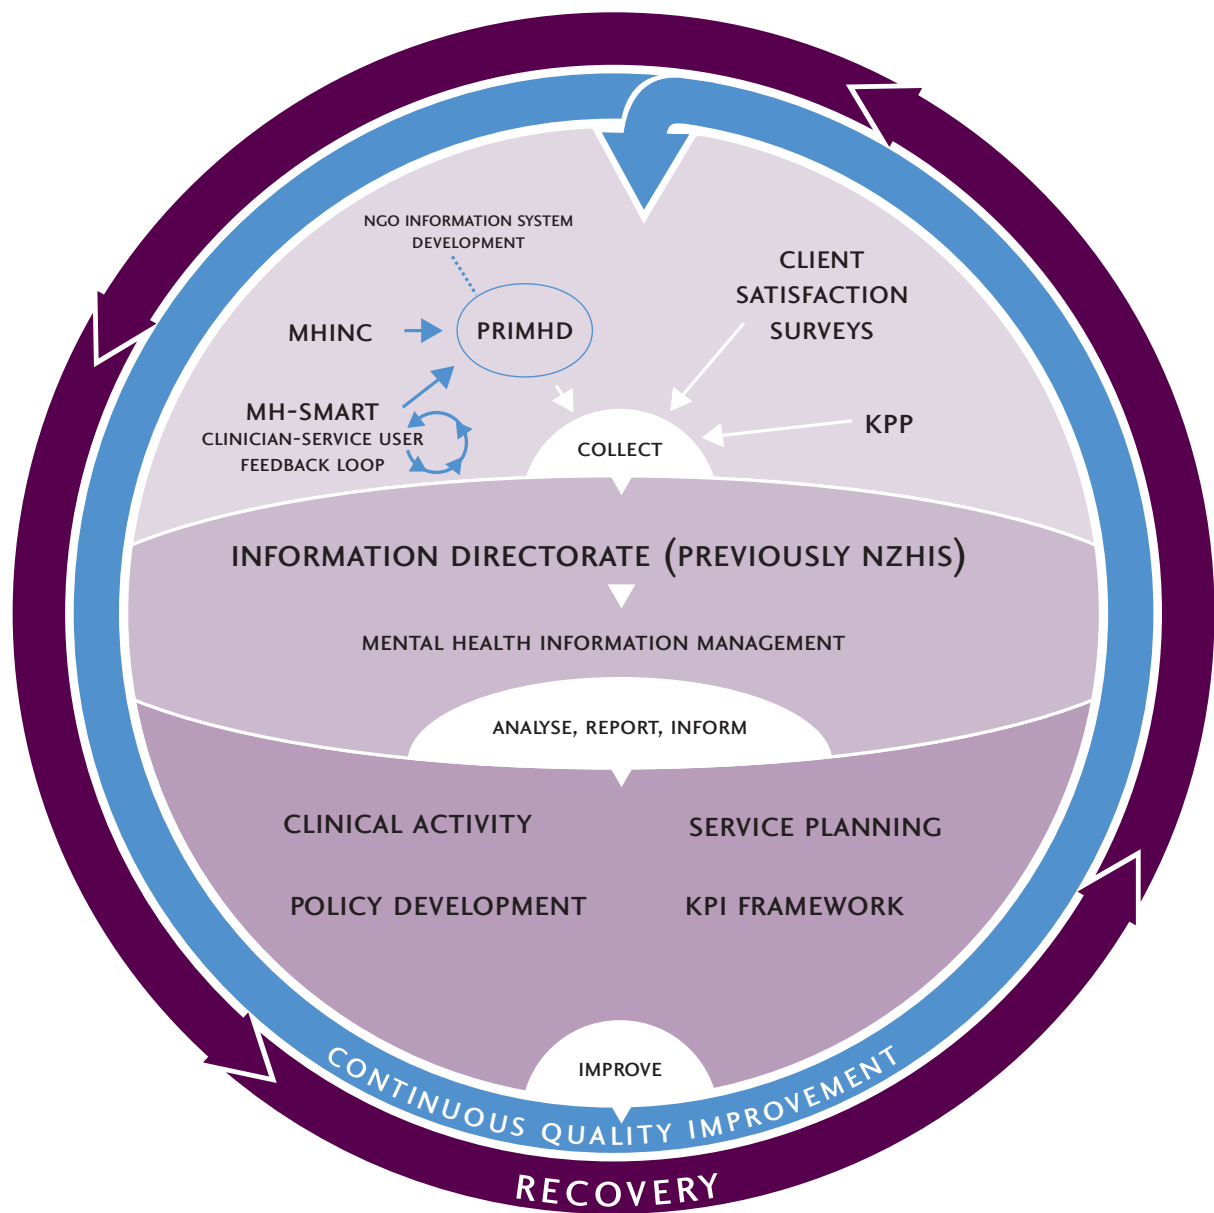 NGO INFORMATION SYSTEM
DEVELOPMENT
CLIENT
SATISFACTION
SURVEYS
MHINC
PRIMHD
MH-SMART
CLINICIAN-SERVICE USER
FEEDBACK LOOP
KPP
COLLECT
INFORMATION DIRECTORATE (PREVIOUSLY NZHIS)
MENTAL HEALTH INFORMATION MANAGEMENT
ANALYSE, REPORT, INFORM
CLINICAL ACTIVITY
SERVICE PLANNING
POLICY DEVELOPMENT
KPI FRAMEWORK
IMPROVE
CONTINUOUS QUALITY IMPROVEMENT
RECOVERY